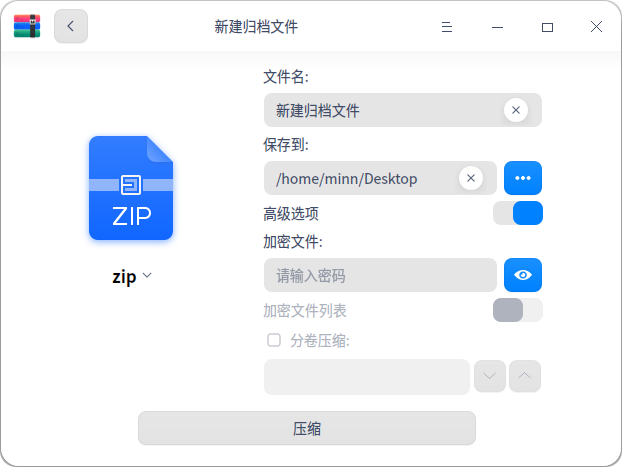 新建归档文件
文件名:
新建归档文件
保存到:
/home/minn/Desktop
高级选项
加密文件:
请输入密码
加密文件列表
分卷压缩:
ZIP
zip
压缩